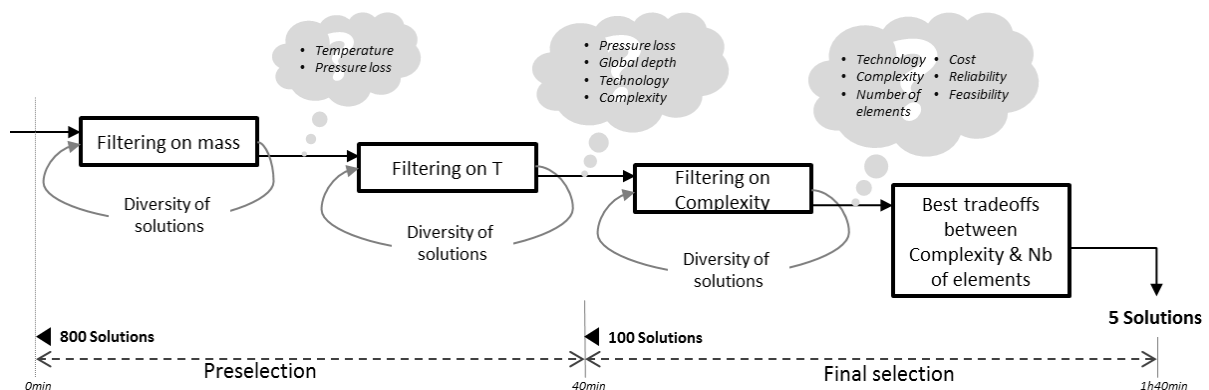 • Temperature
• Pressure loss
• Pressure loss
• Global depth
• Technology
• Complexity
• Technology
• Complexity
• Number of
elements
• Cost
• Reliability
• Feasibility
Filtering on mass
Filtering on T
Filtering on
Complexity
Best tradeoffs
between
Complexity & Nb
of elements
Diversity of
solutions
Diversity of
solutions
Diversity of
solutions
5 Solutions
800 Solutions
100 Solutions
Preselection
Final selection
0min
40min
1h40min
? 
?
?